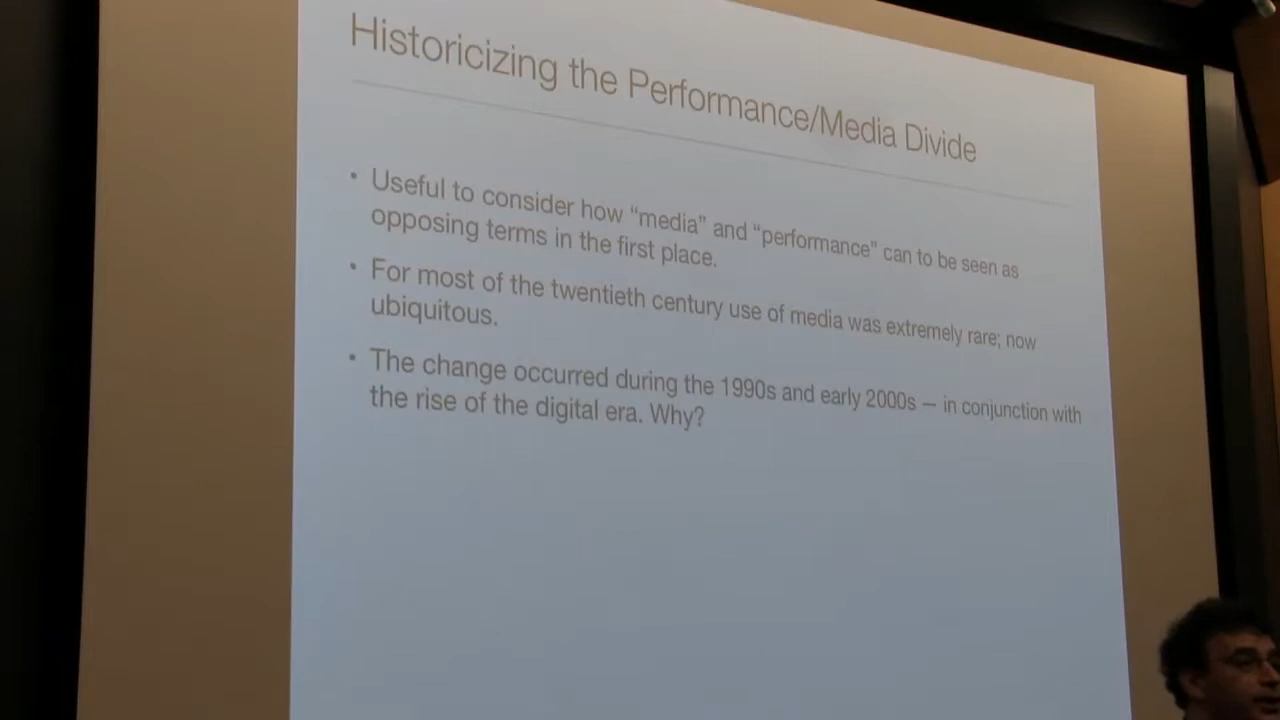 Historicizing the Performance/Media Divide
• Useful to consider how “media” and “performance” can to be seen as
opposing terms in the first place.
• For most of the twentieth century use of media was extremely rare; now
ubiquitous.
• The change occurred during the 1990s and early 2000s — in conjunction with
the rise of the digital era. Why?